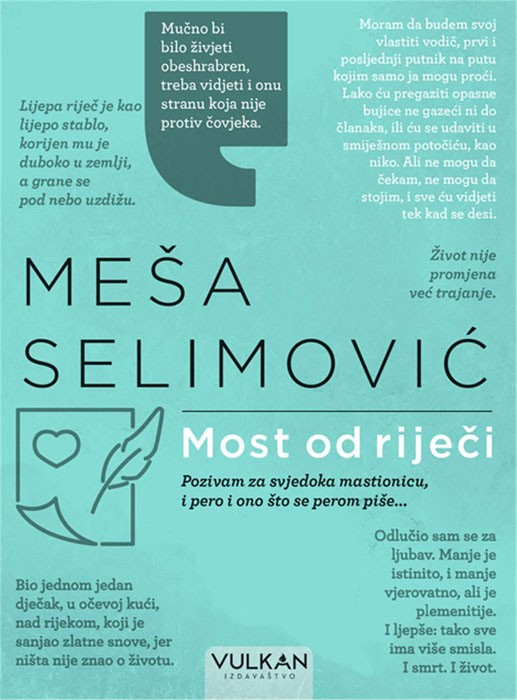 Mučno bi
bilo živjeti
obeshrabren,
treba vidjeti i onu
stranu koja nije
protiv čovjeka.
Moram da budem svoj
vlastiti vodič, prvi i
posljednji putnik na putu
kojim samo ja mogu proći.
Lako ću pregaziti opasne
bujice ne gazeći ni do
članaka, ili ću se udaviti u
smiješnom potočiću, kao
niko. Ali ne mogu da
čekam, ne mogu da
stojim, i sve ću vidjeti
tek kad se desi.
Lijepa riječ je kao
lijepo stablo,
korijen mu je
duboko u zemlji,
a grane se
pod nebo uzdižu.
Život nije
promjena
već trajanje.
MEŠA
SELIMOVIĆ
Most od riječi
Pozivam za svjedoka mastionicu,
i pero i ono što se perom piše...
Bio jednom jedan
dječak, u očevoj kući,
nad rijekom, koji je
sanjao zlatne snove, jer
ništa nije znao o životu.
Odlučio sam se za
ljubav. Manje je
istinito, i manje
vjerovatno, ali je
plemenitije.
I ljepše: tako sve
ima više smisla.
I smrt. I život.
VULKAN
IZDAVAŠTVO